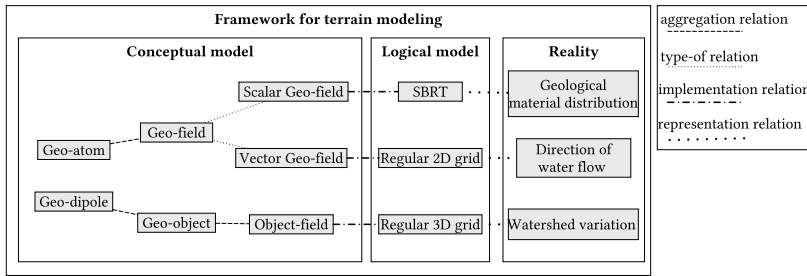 Framework for terrain modeling
Conceptual model
Logical model
Reality
Scalar Geo-field
SBRT
Geological
material distribution
Geo-field
Geo-atom
Vector Geo-field
Regular 2D grid
Direction of
water flow
Geo-dipole
Geo-object
Object-field
Regular 3D grid
Watershed variation
aggregation relation
type-of relation
implementation relation
representation relation